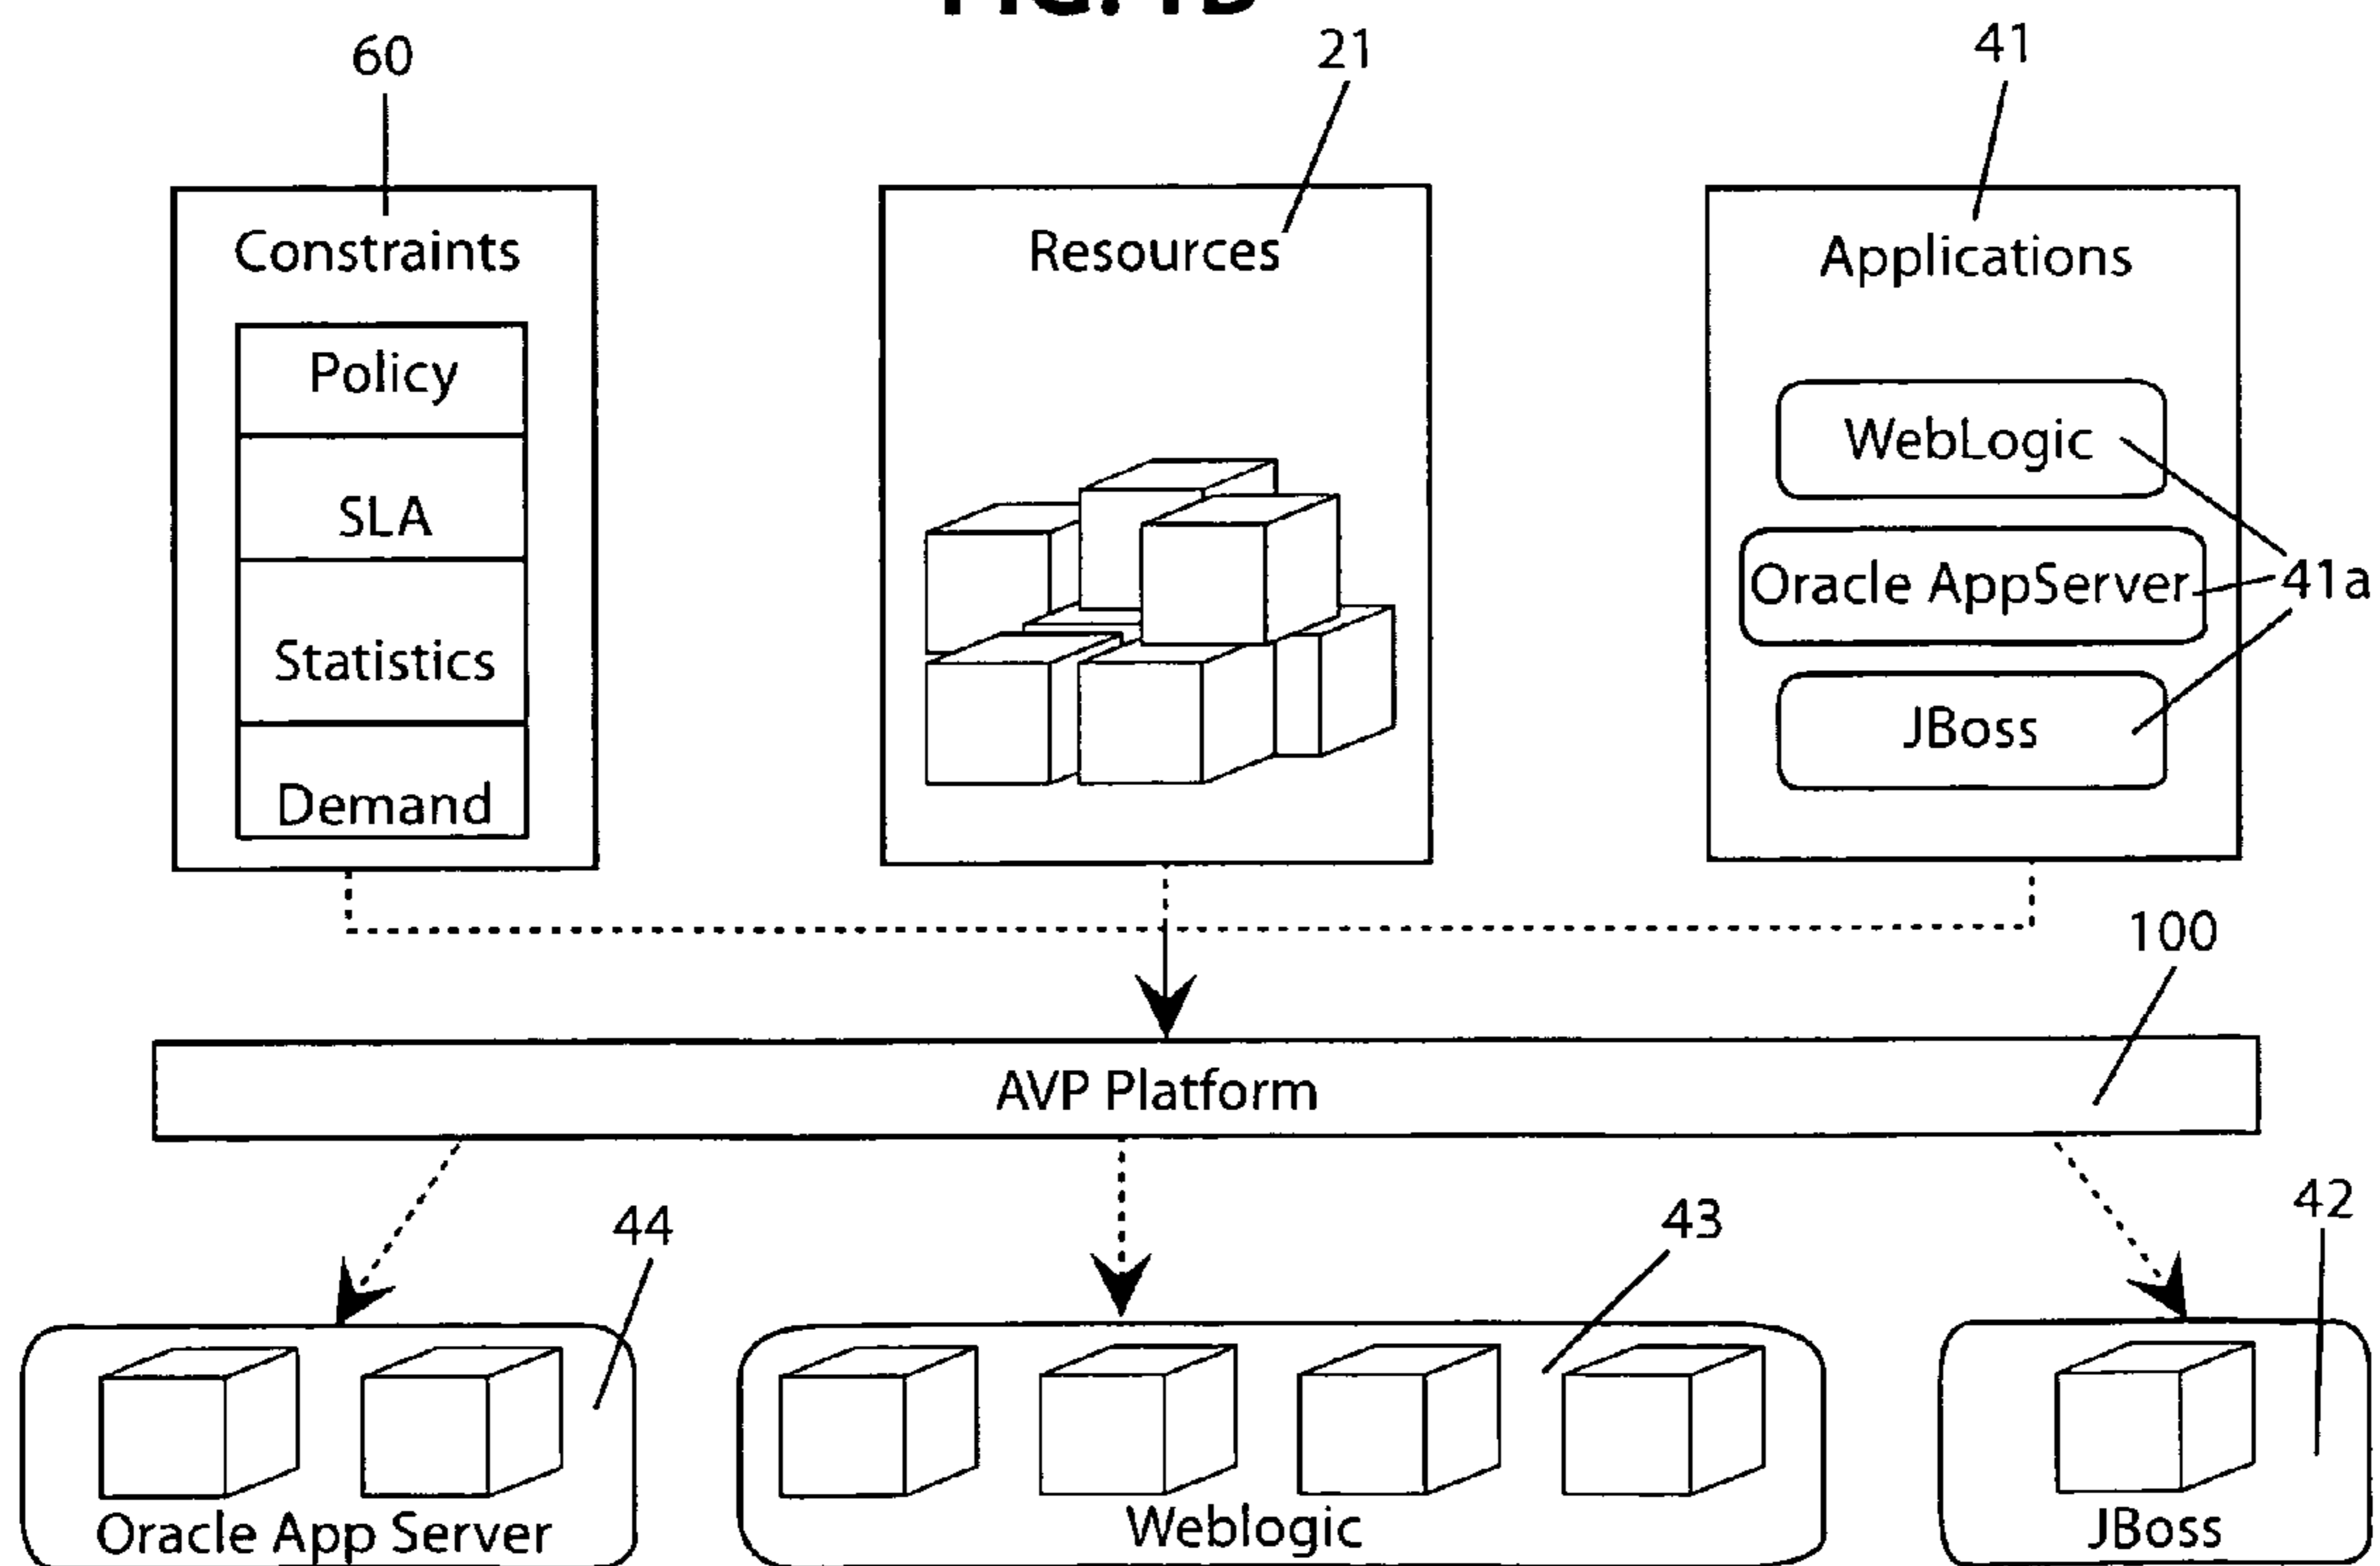 60 21 41
Constraints
Policy
SLA
Statistics
Demand
Resources
Applications
WebLogic
Oracle AppServer
JBoss
41a
100
AVP Platform
44
43
42
Oracle App Server
Weblogic
JBoss